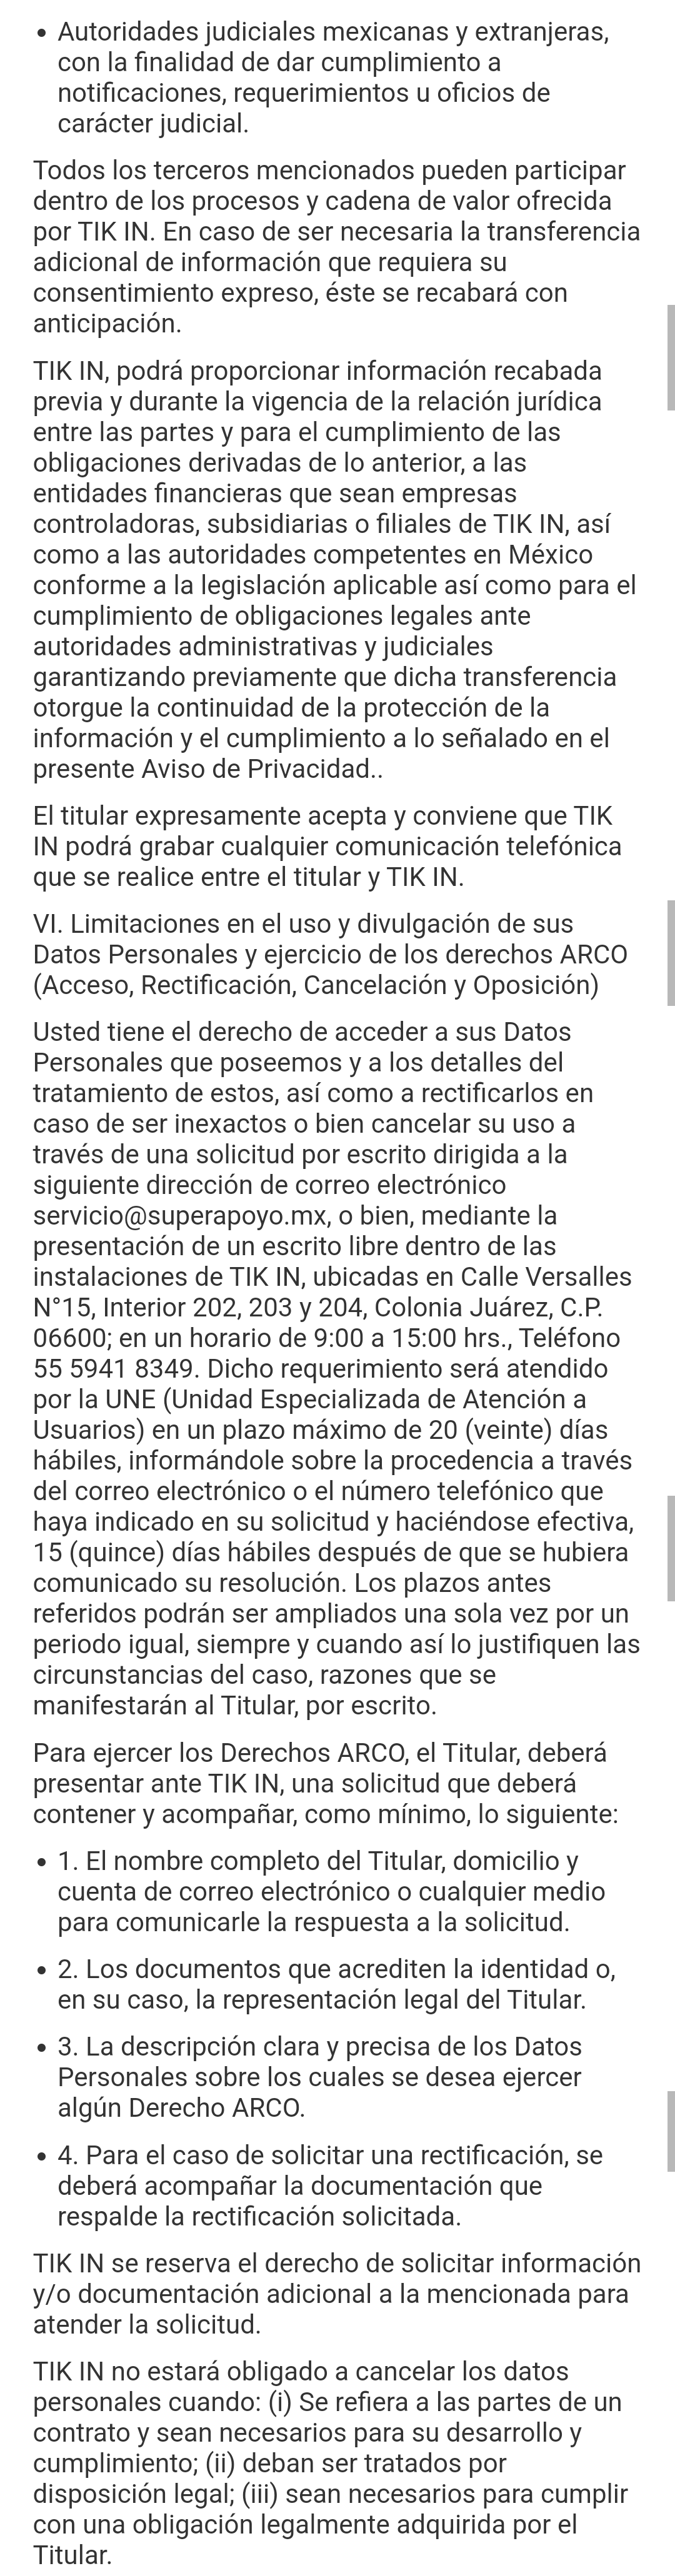 • Autoridades judiciales mexicanas y extranjeras,
con la finalidad de dar cumplimiento a
notificaciones, requerimientos u oficios de
carácter judicial.
Todos los terceros mencionados pueden participar
dentro de los procesos y cadena de valor ofrecida
por TIK IN. En caso de ser necesaria la transferencia
adicional de información que requiera su
consentimiento expreso, éste se recabará con
anticipación.
TIK IN, podrá proporcionar información recabada
previa y durante la vigencia de la relación jurídica
entre las partes y para el cumplimiento de las
obligaciones derivadas de lo anterior, a las
entidades financieras que sean empresas
controladoras, subsidiarias o filiales de TIK IN, así
como a las autoridades competentes en México
conforme a la legislación aplicable así como para el
cumplimiento de obligaciones legales ante
autoridades administrativas y judiciales
garantizando previamente que dicha transferencia
otorgue la continuidad de la protección de la
información y el cumplimiento a lo señalado en el
presente Aviso de Privacidad..
El titular expresamente acepta y conviene que TIK
IN podrá grabar cualquier comunicación telefónica
que se realice entre el titular y TIK IN.
VI. Limitaciones en el uso y divulgación de sus
Datos Personales y ejercicio de los derechos ARCO
(Acceso, Rectificación, Cancelación y Oposición)
Usted tiene el derecho de acceder a sus Datos
Personales que poseemos y a los detalles del
tratamiento de estos, así como a rectificarlos en
caso de ser inexactos o bien cancelar su uso a
través de una solicitud por escrito dirigida a la
siguiente dirección de correo electrónico
servicio@superapoyo.mx, o bien, mediante la
presentación de un escrito libre dentro de las
instalaciones de TIK IN, ubicadas en Calle Versalles
N°15, Interior 202, 203 y 204, Colonia Juárez, C.P.
06600; en un horario de 9:00 a 15:00 hrs., Teléfono
55 5941 8349. Dicho requerimiento será atendido
por la UNE (Unidad Especializada de Atención a
Usuarios) en un plazo máximo de 20 (veinte) días
hábiles, informándole sobre la procedencia a través
del correo electrónico o el número telefónico que
haya indicado en su solicitud y haciéndose efectiva,
15 (quince) días hábiles después de que se hubiera
comunicado su resolución. Los plazos antes
referidos podrán ser ampliados una sola vez por un
periodo igual, siempre y cuando así lo justifiquen las
circunstancias del caso, razones que se
manifestarán al Titular, por escrito.
Para ejercer los Derechos ARCO, el Titular, deberá
presentar ante TIK IN, una solicitud que deberá
contener y acompañar, como mínimo, lo siguiente:
• 1. El nombre completo del Titular, domicilio y
cuenta de correo electrónico o cualquier medio
para comunicarle la respuesta a la solicitud.
• 2. Los documentos que acrediten la identidad o,
en su caso, la representación legal del Titular.
• 3. La descripción clara y precisa de los Datos
Personales sobre los cuales se desea ejercer
algún Derecho ARCO.
• 4. Para el caso de solicitar una rectificación, se
deberá acompañar la documentación que
respalde la rectificación solicitada.
TIK IN se reserva el derecho de solicitar información
y/o documentación adicional a la mencionada para
atender la solicitud.
TIK IN no estará obligado a cancelar los datos
personales cuando: (i) Se refiera a las partes de un
contrato y sean necesarios para su desarrollo y
cumplimiento; (ii) deban ser tratados por
disposición legal; (iii) sean necesarios para cumplir
con una obligación legalmente adquirida por el
Titular.